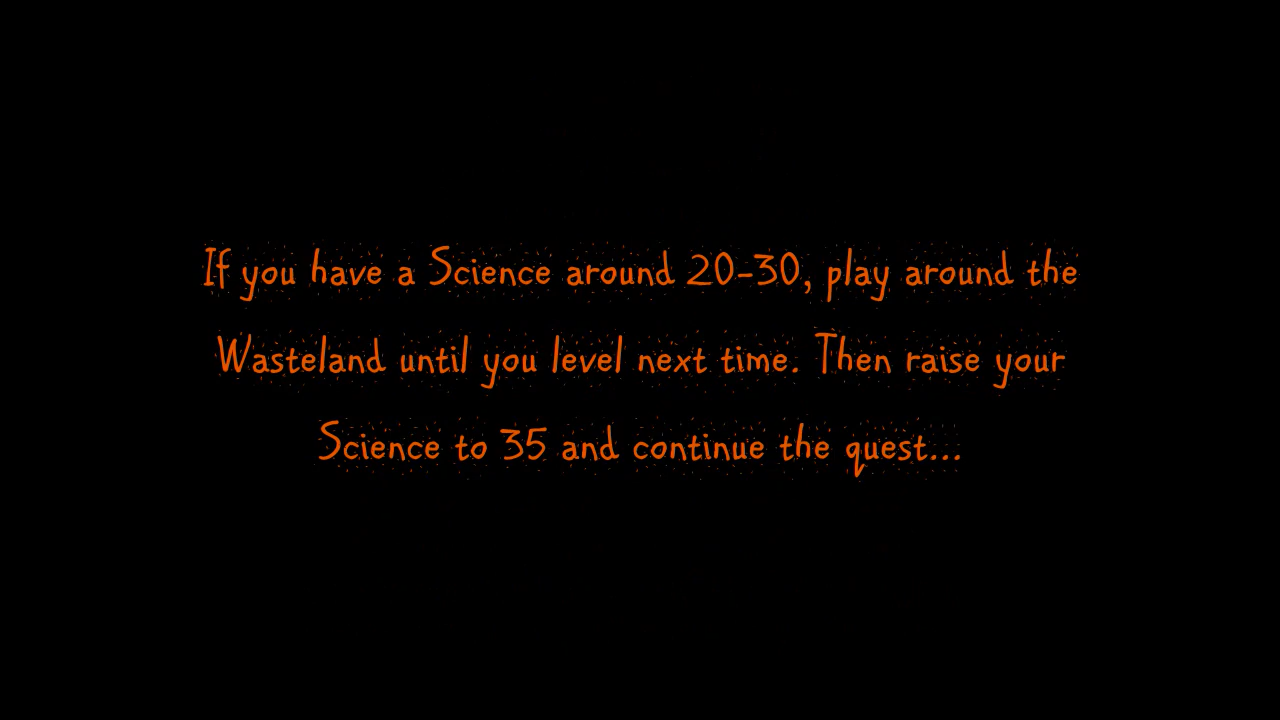 If you have a Science around 20-30, play around the
Wasteland until you level next time. Then raise your
Science to 35 and continue the quest...